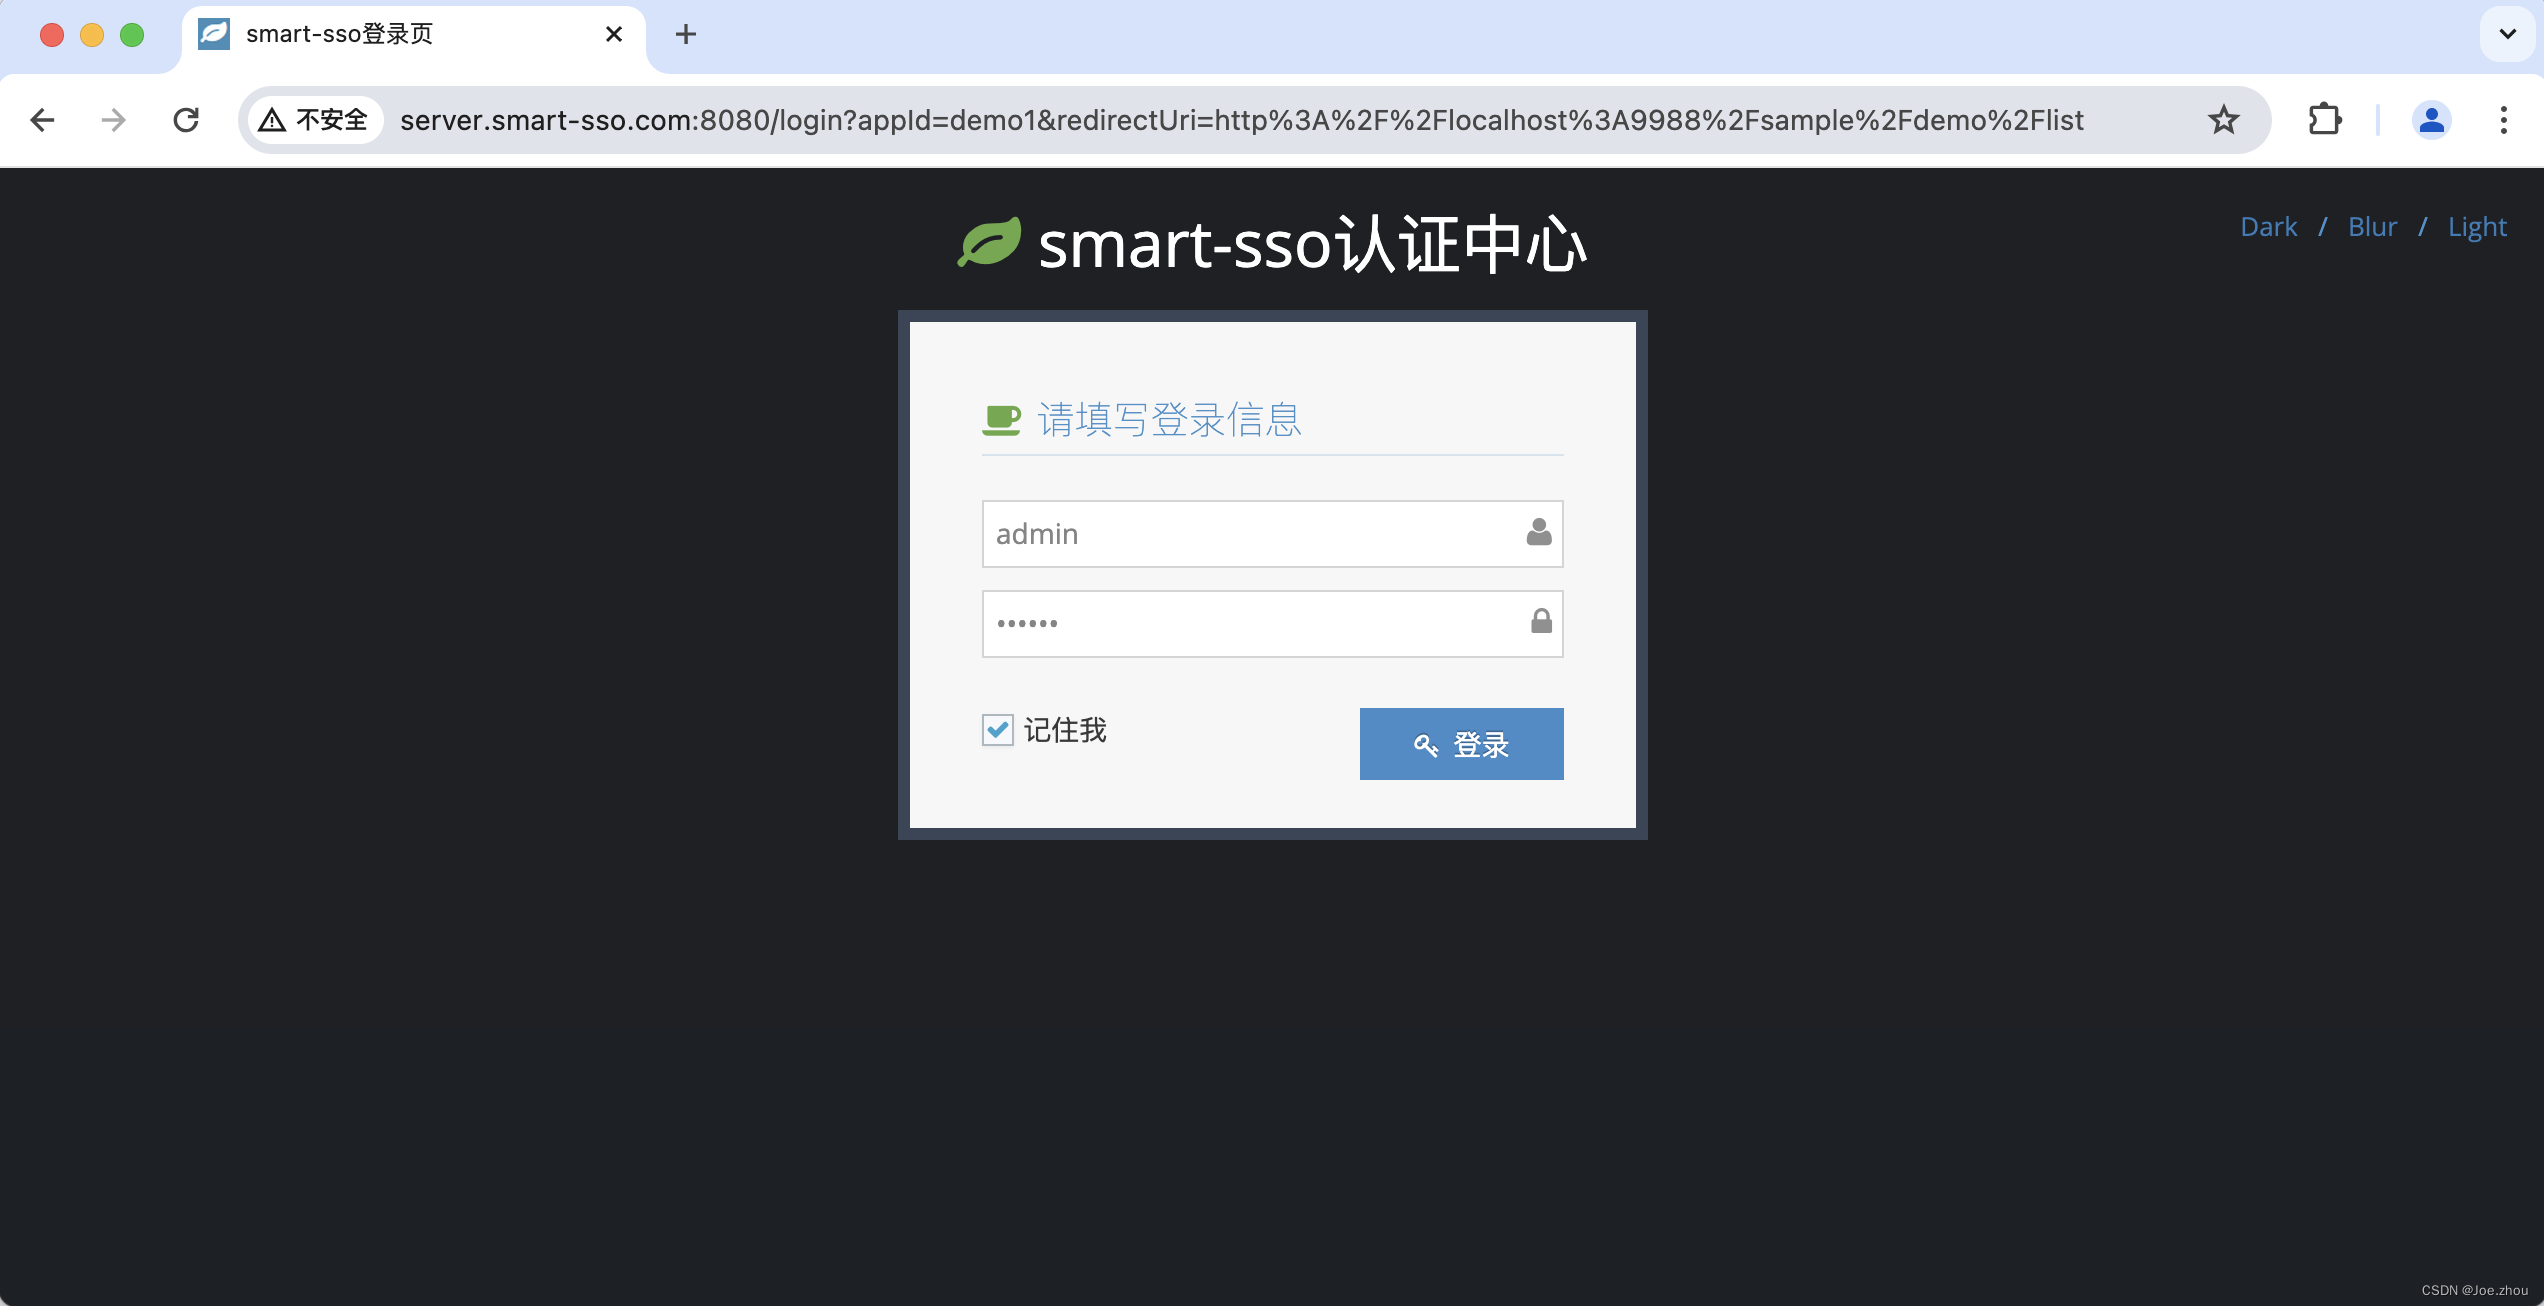 smart-sso登录页
不安全
server.smart-sso.com:8080/login?appId=demo1&redirectUri=http%3A%2F%2Flocalhost%3A9988%2Fsample%2Fdemo%2Flist
smart-sso认证中心
Dark / Blur / Light
请填写登录信息
admin
••••••
记住我
登录
CSDN @Joe.zhou